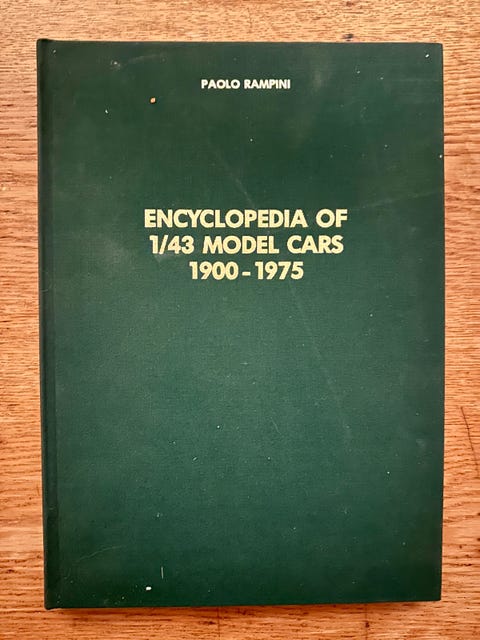 PAOLO RAMPINI
ENCYCLOPEDIA OF
1/43 MODEL CARS
1900-1975